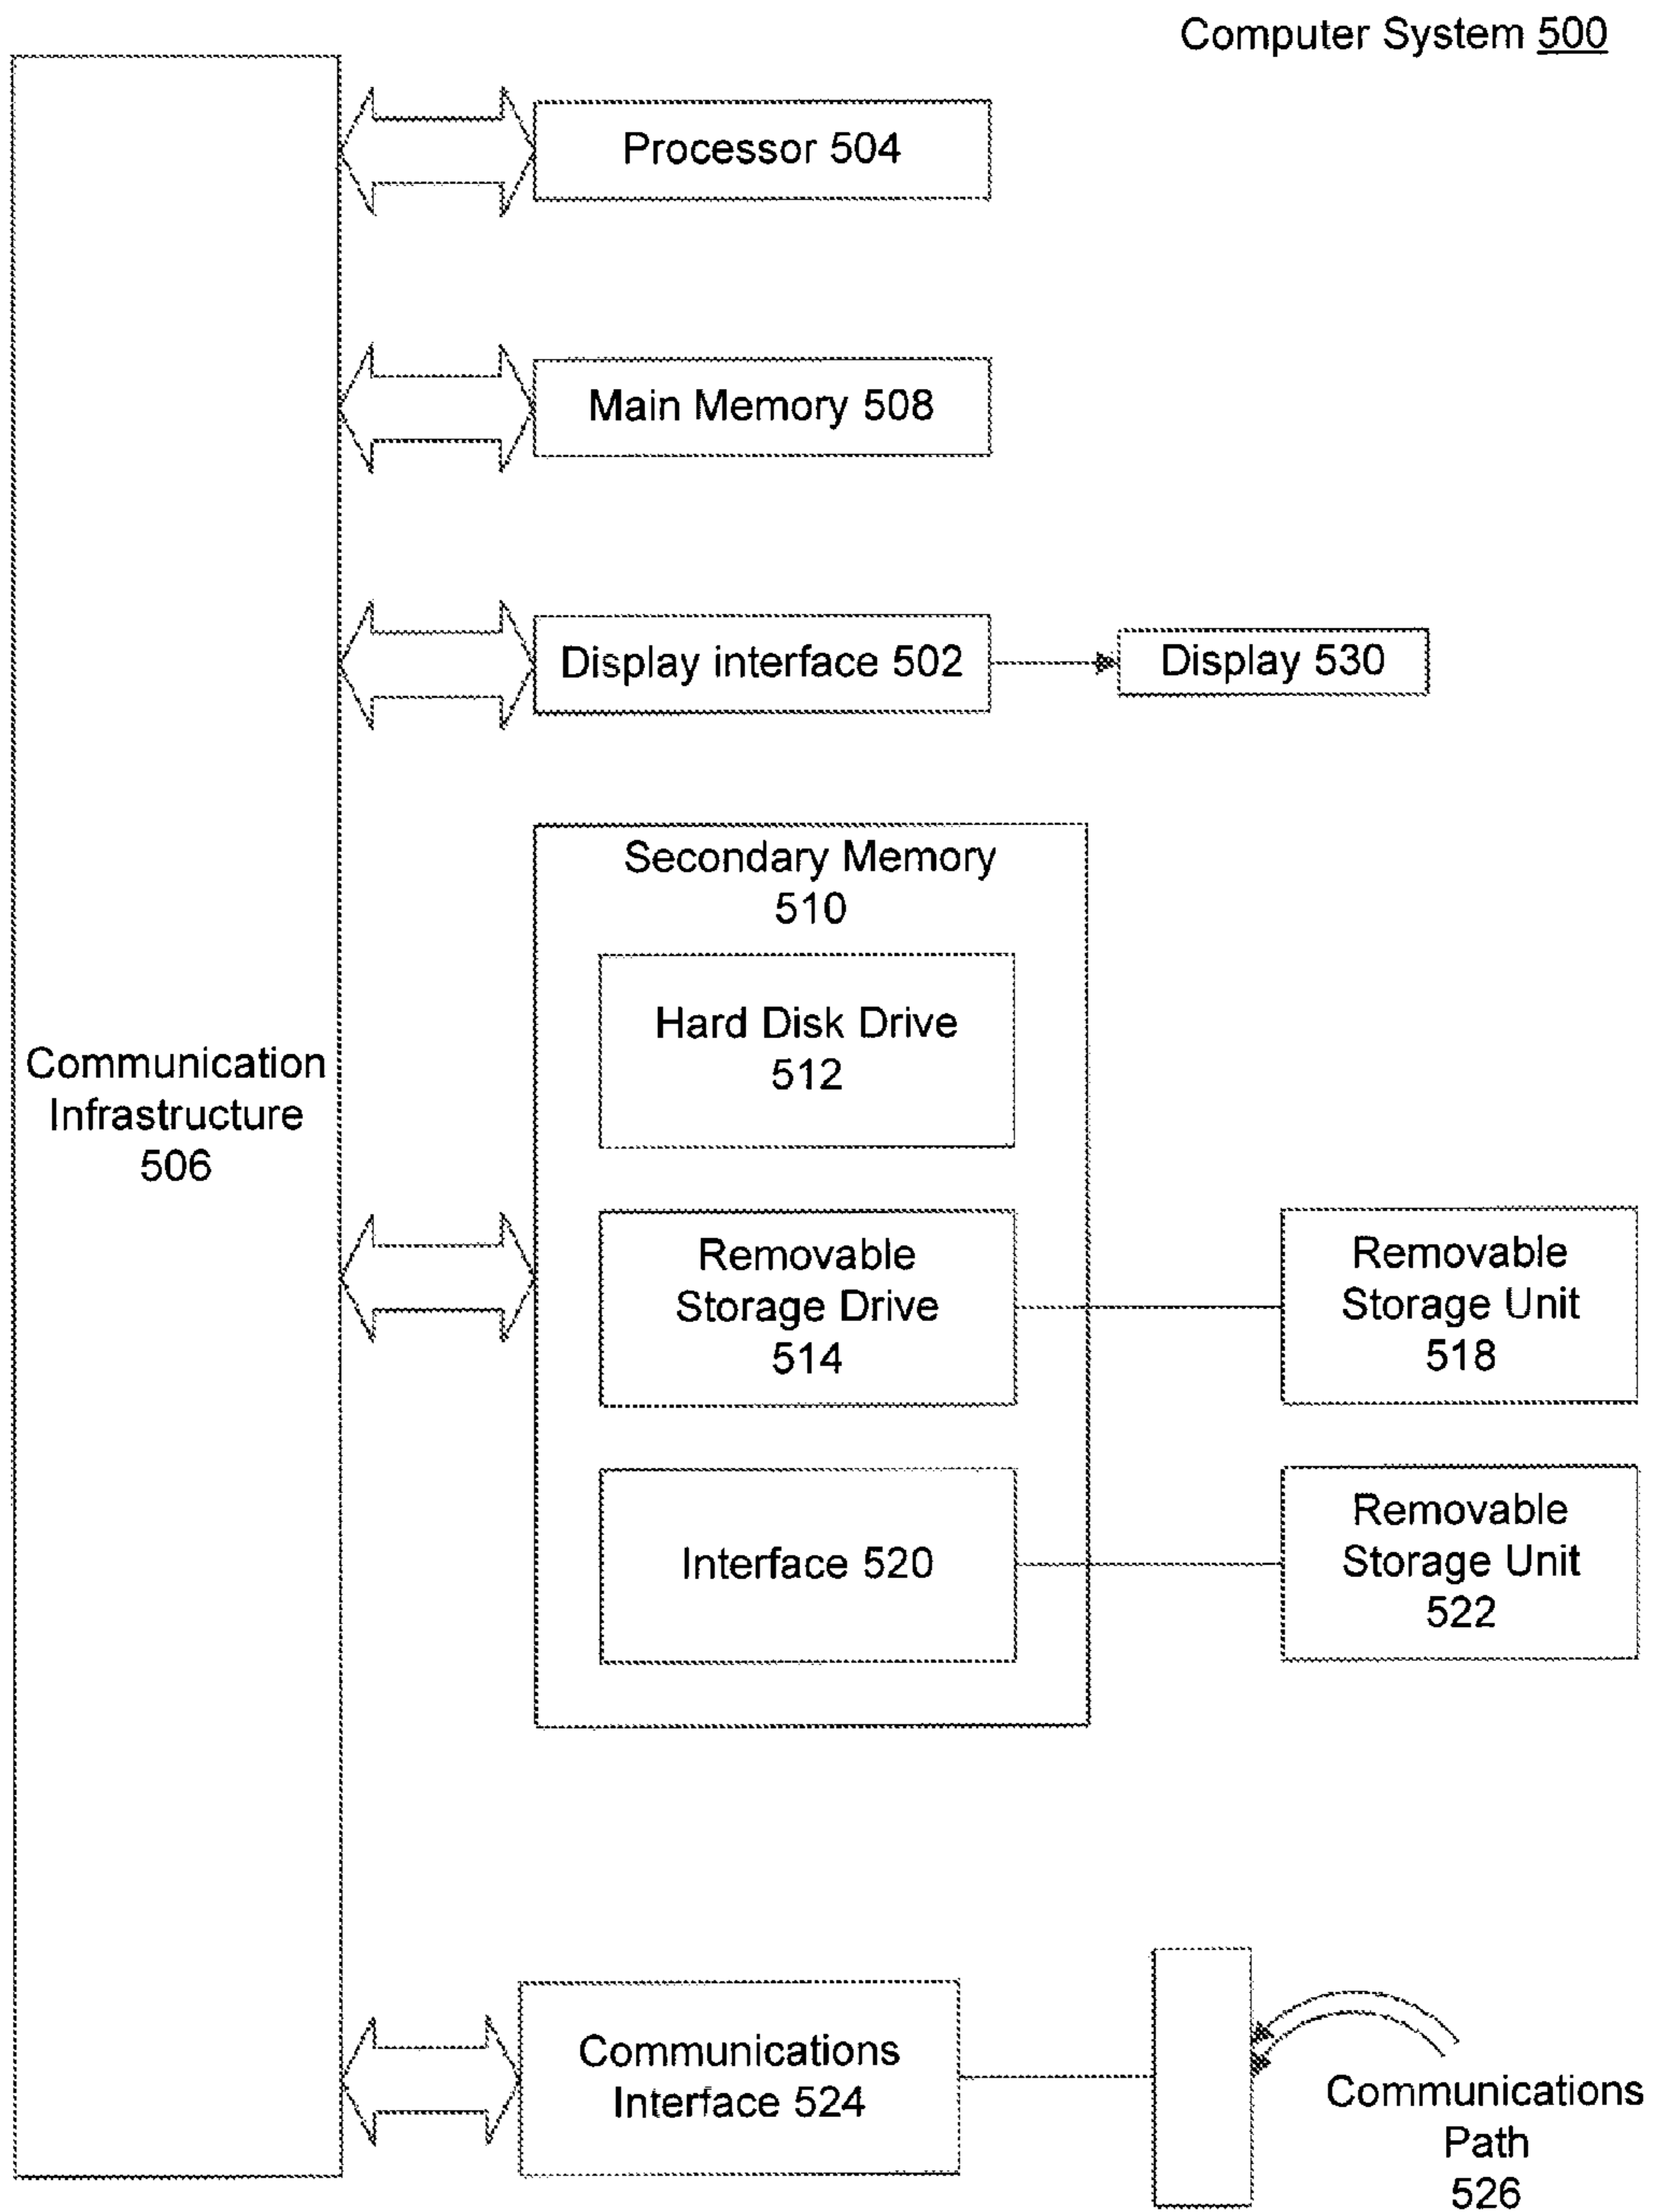 Computer System 500
Processor 504
Main Memory 508
Display interface 502
Display 530
Secondary Memory
510
Hard Disk Drive
512
Communication
Infrastructure
506
Removable
Storage Drive
514
Removable
Storage Unit
518
Interface 520
Removable
Storage Unit
522
Communications
Interface 524
Communications
Path
526